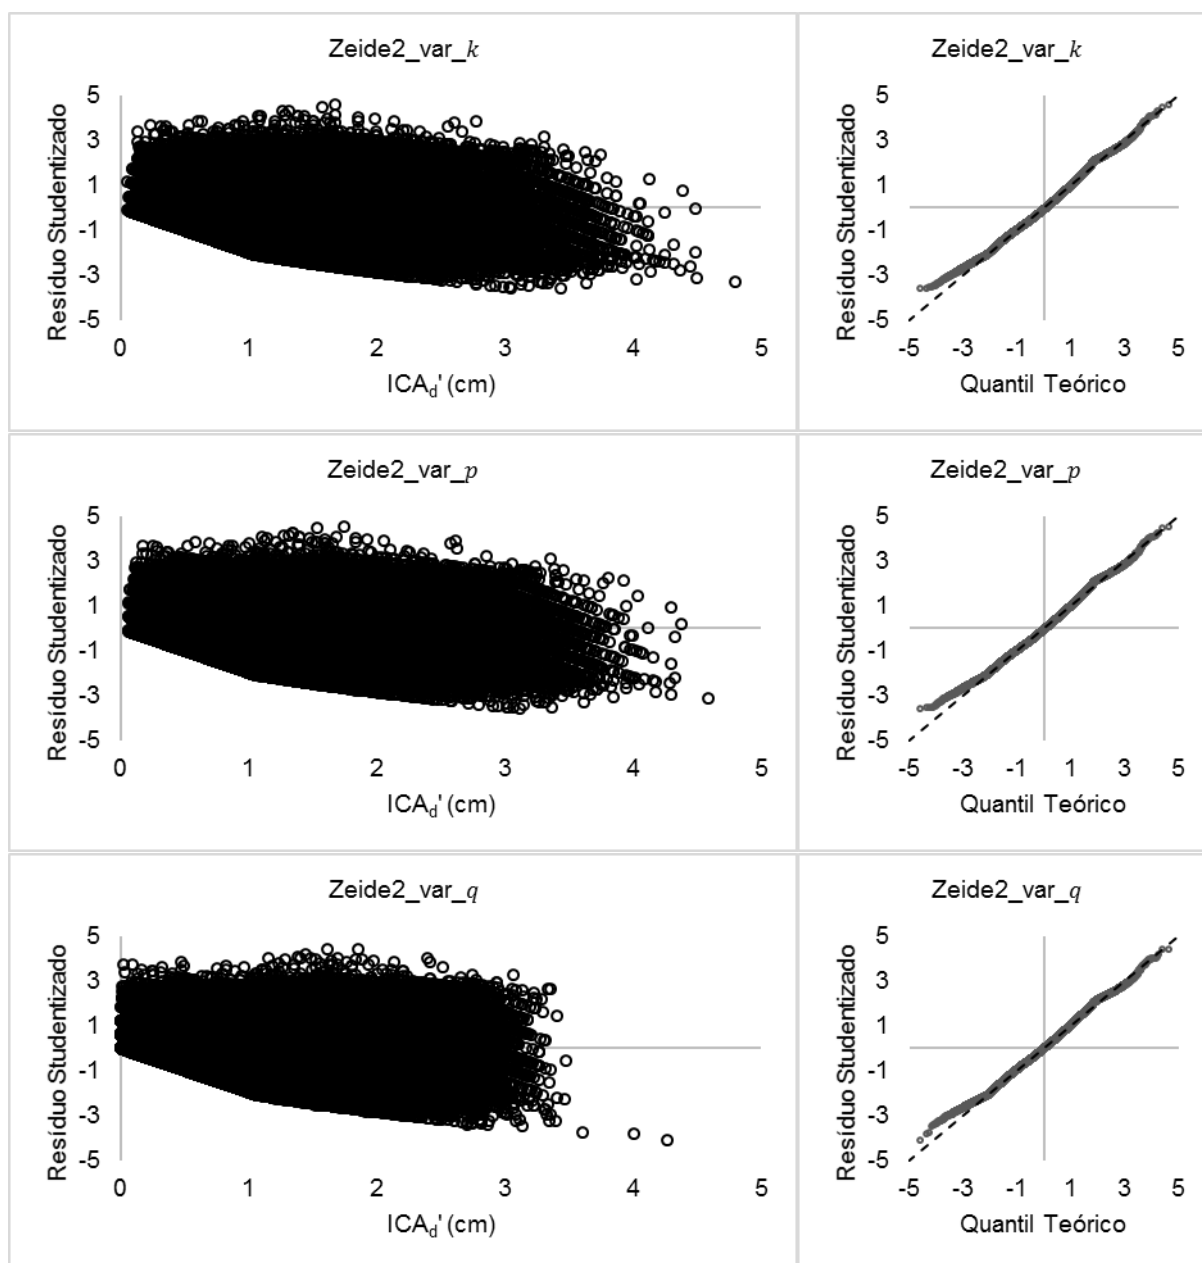 Zeide2_var_k
Resíduo Studentizado
5
3
1
-1
-3
-5
0 1 2 3 4 5
ICAd' (cm)
Zeide2_var_k
Resíduo Studentizado
5
3
1
-1
-3
-5
-5 -3 -1 1 3 5
Quantil Teórico
Zeide2_var_p
Resíduo Studentizado
5
3
1
-1
-3
-5
0 1 2 3 4 5
ICAd' (cm)
Zeide2_var_p
Resíduo Studentizado
5
3
1
-1
-3
-5
-5 -3 -1 1 3 5
Quantil Teórico
Zeide2_var_q
Resíduo Studentizado
5
3
1
-1
-3
-5
0 1 2 3 4 5
ICAd' (cm)
Zeide2_var_q
Resíduo Studentizado
5
3
1
-1
-3
-5
-5 -3 -1 1 3 5
Quantil Teórico